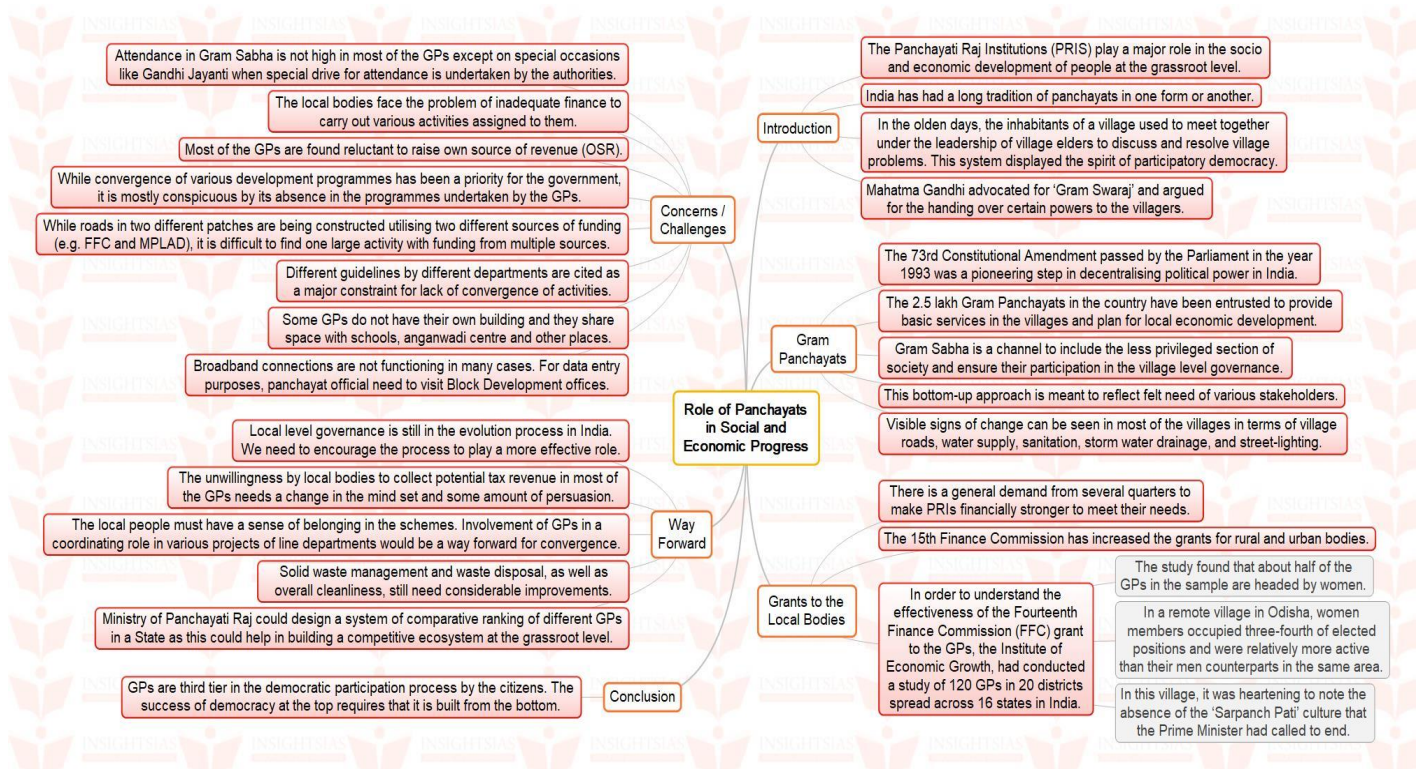 Role of Panchayats
in Social and
Economic Progress
Introduction
The Panchayati Raj Institutions (PRIS) play a major role in the socio
and economic development of people at the grassroot level.
India has had a long tradition of panchayats in one form or another.
In the olden days, the inhabitants of a village used to meet together
under the leadership of village elders to discuss and resolve village
problems. This system displayed the spirit of participatory democracy.
Mahatma Gandhi advocated for ‘Gram Swaraj’ and argued
for the handing over certain powers to the villagers.
Gram
Panchayats
The 73rd Constitutional Amendment passed by the Parliament in the year
1993 was a pioneering step in decentralising political power in India.
The 2.5 lakh Gram Panchayats in the country have been entrusted to provide
basic services in the villages and plan for local economic development.
Gram Sabha is a channel to include the less privileged section of
society and ensure their participation in the village level governance.
This bottom-up approach is meant to reflect felt need of various stakeholders.
Visible signs of change can be seen in most of the villages in terms of village
roads, water supply, sanitation, storm water drainage, and street-lighting.
Grants to the
Local Bodies
There is a general demand from several quarters to
make PRIs financially stronger to meet their needs.
The 15th Finance Commission has increased the grants for rural and urban bodies.
In order to understand the
effectiveness of the Fourteenth
Finance Commission (FFC) grant
to the GPs, the Institute of
Economic Growth, had conducted
a study of 120 GPs in 20 districts
spread across 16 states in India.
The study found that about half of the
GPs in the sample are headed by women.
In a remote village in Odisha, women
members occupied three-fourth of elected
positions and were relatively more active
than their men counterparts in the same area.
In this village, it was heartening to note the
absence of the ‘Sarpanch Pati’ culture that
the Prime Minister had called to end.
Concerns /
Challenges
Attendance in Gram Sabha is not high in most of the GPs except on special occasions
like Gandhi Jayanti when special drive for attendance is undertaken by the authorities.
The local bodies face the problem of inadequate finance to
carry out various activities assigned to them.
Most of the GPs are found reluctant to raise own source of revenue (OSR).
While convergence of various development programmes has been a priority for the government,
it is mostly conspicuous by its absence in the programmes undertaken by the GPs.
While roads in two different patches are being constructed utilising two different sources of funding
(e.g. FFC and MPLAD), it is difficult to find one large activity with funding from multiple sources.
Different guidelines by different departments are cited as
a major constraint for lack of convergence of activities.
Some GPs do not have their own building and they share
space with schools, anganwadi centre and other places.
Broadband connections are not functioning in many cases. For data entry
purposes, panchayat official need to visit Block Development offices.
Way
Forward
Local level governance is still in the evolution process in India.
We need to encourage the process to play a more effective role.
The unwillingness by local bodies to collect potential tax revenue in most of
the GPs needs a change in the mind set and some amount of persuasion.
The local people must have a sense of belonging in the schemes. Involvement of GPs in a
coordinating role in various projects of line departments would be a way forward for convergence.
Solid waste management and waste disposal, as well as
overall cleanliness, still need considerable improvements.
Ministry of Panchayati Raj could design a system of comparative ranking of different GPs
in a State as this could help in building a competitive ecosystem at the grassroot level.
Conclusion
GPs are third tier in the democratic participation process by the citizens. The
success of democracy at the top requires that it is built from the bottom.
INSIGHTSIAS